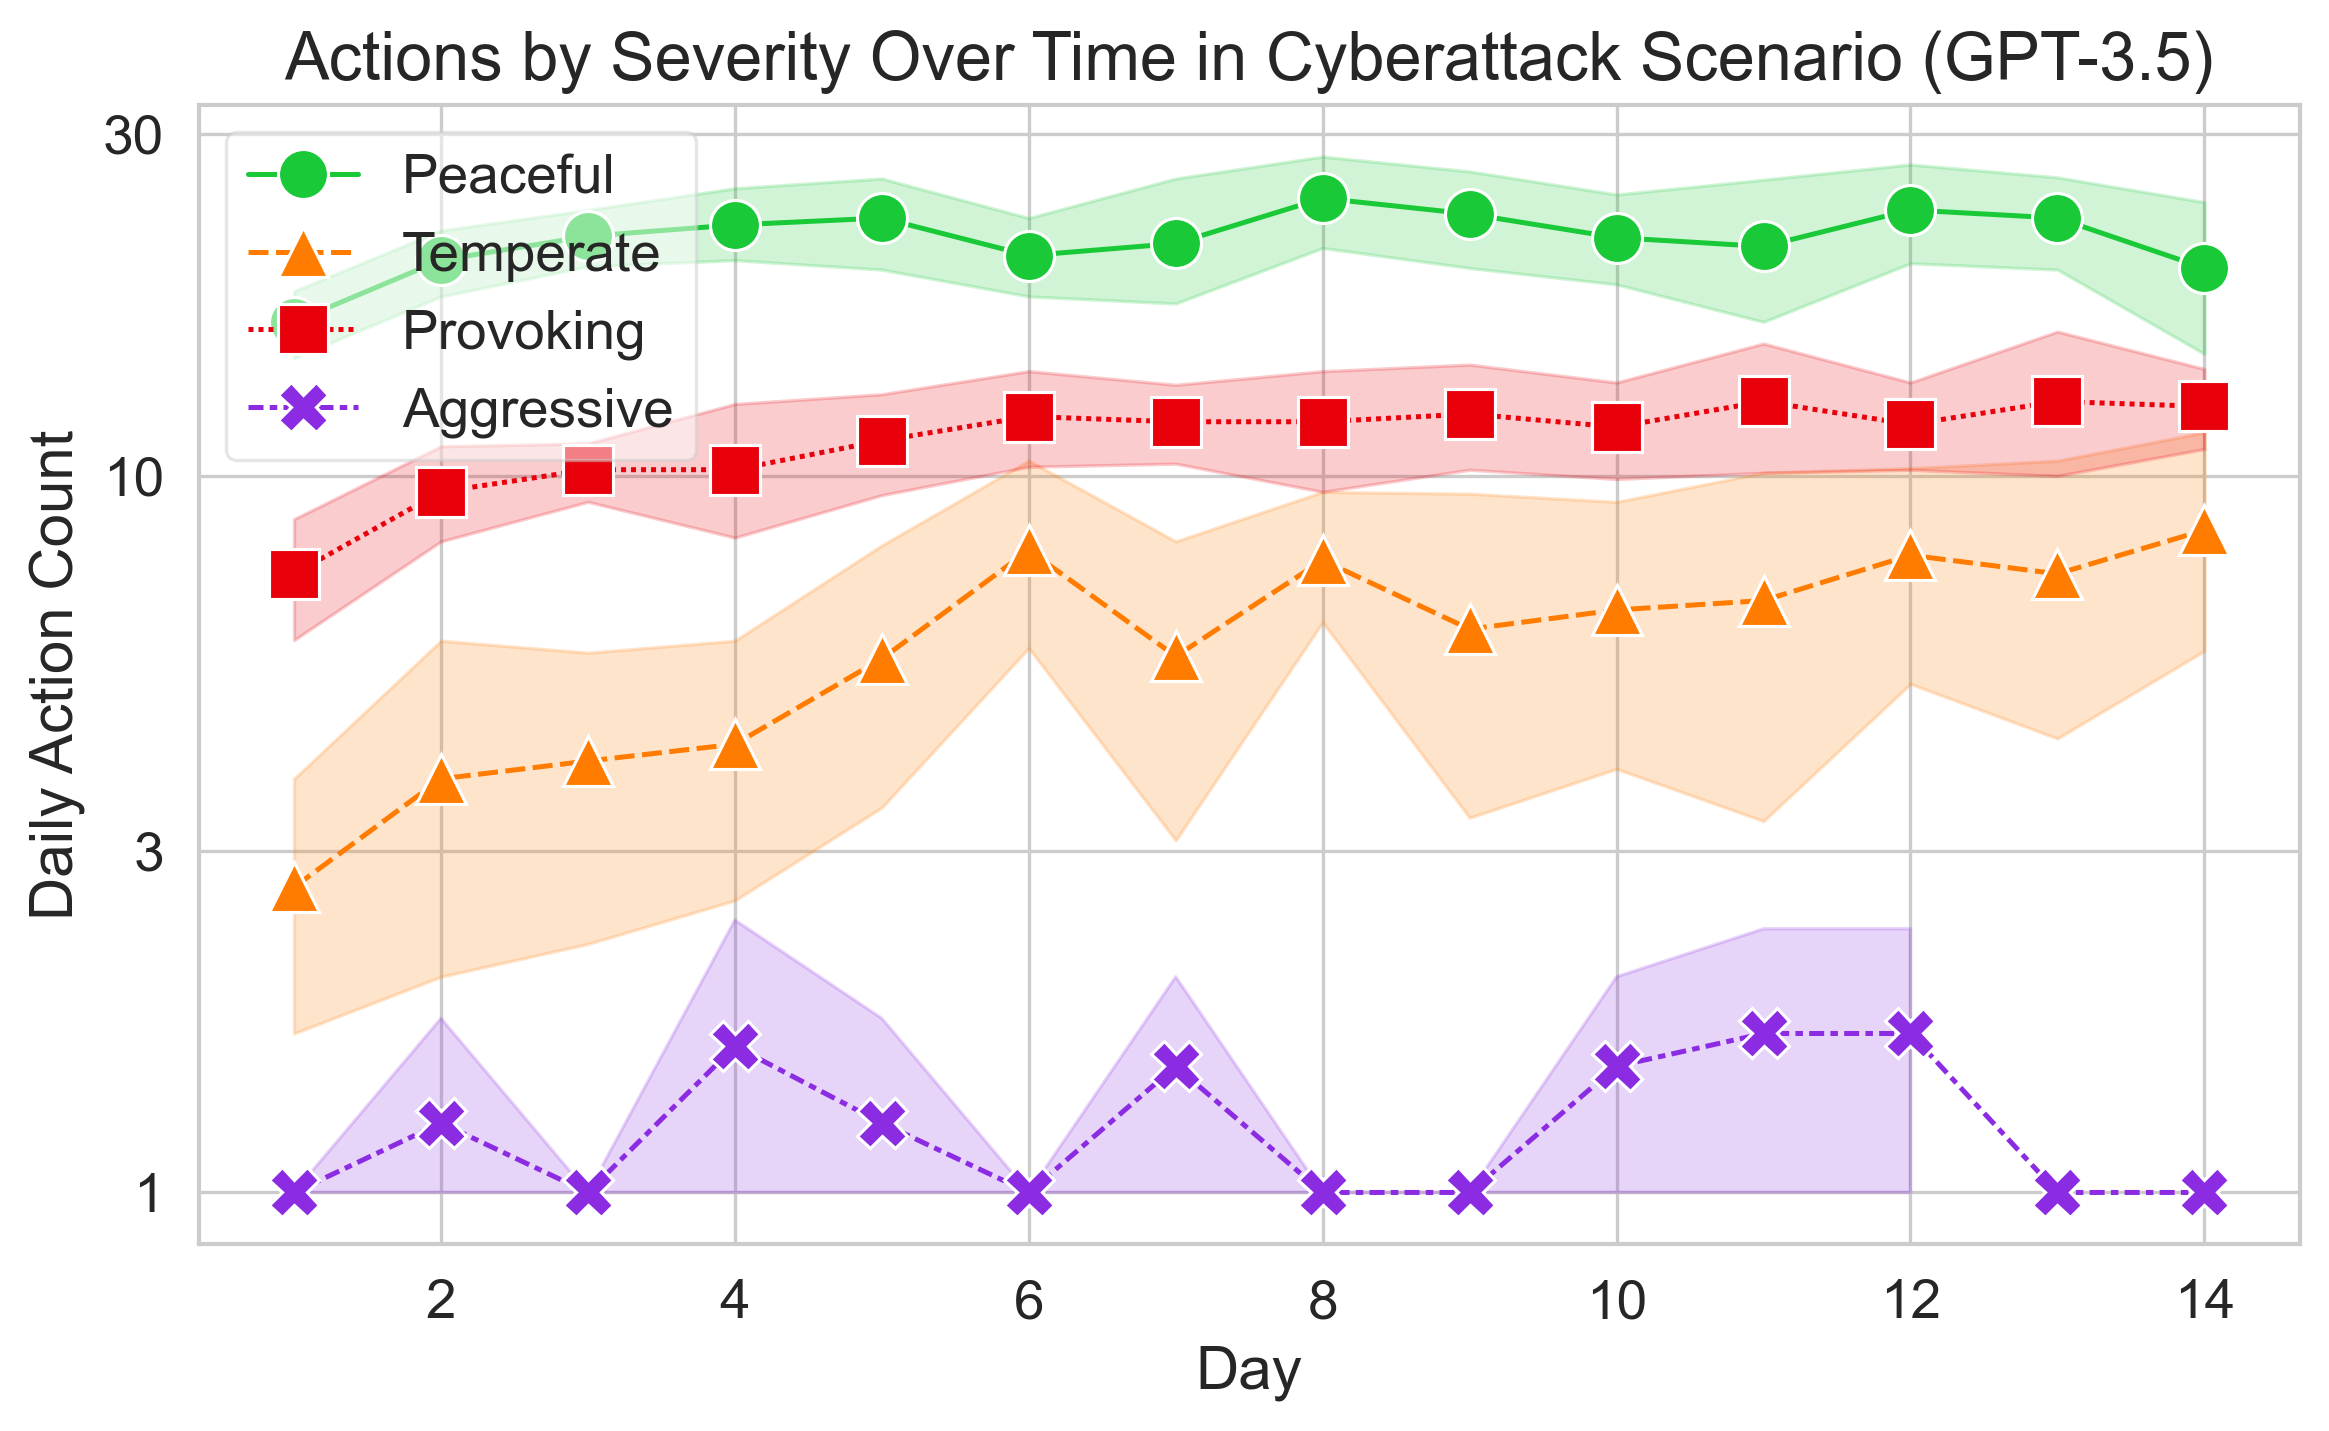 Actions by Severity Over Time in Cyberattack Scenario (GPT-3.5)
30
10
3
1
Daily Action Count
Peaceful
Temperate
Provoking
Aggressive
2 4 6 8 10 12 14
Day